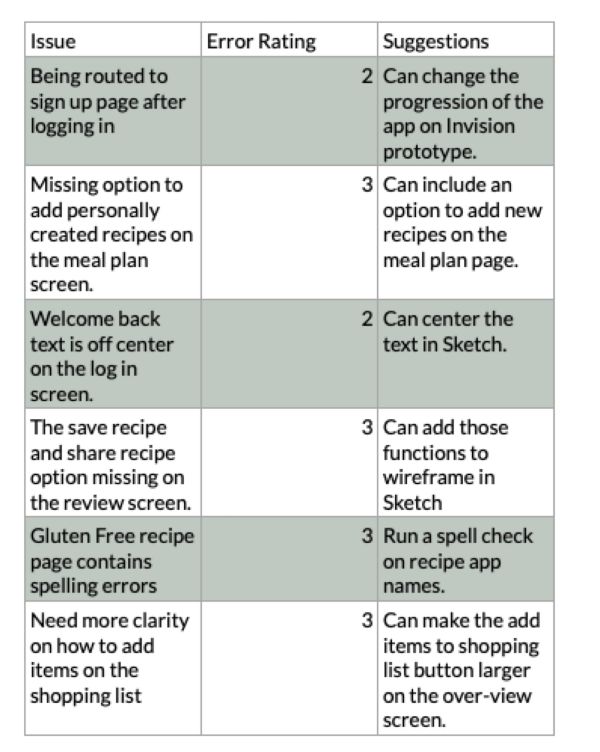 Issue Error Rating Suggestions
Being routed to 2 Can change the
sign up page after progression of the
logging in app on Invision
prototype.
Missing option to 3 Can include an
add personally option to add new
created recipes on recipes on the
the meal plan meal plan page.
screen.
Welcome back 2 Can center the
text is off center text in Sketch.
on the log in
screen.
The save recipe 3 Can add those
and share recipe functions to
option missing on wireframe in
the review screen. Sketch
Gluten Free recipe 3 Run a spell check
page contains on recipe app
spelling errors names.
Need more clarity 3 Can make the add
on how to add items to shopping
items on the list button larger
shopping list on the over-view
screen.